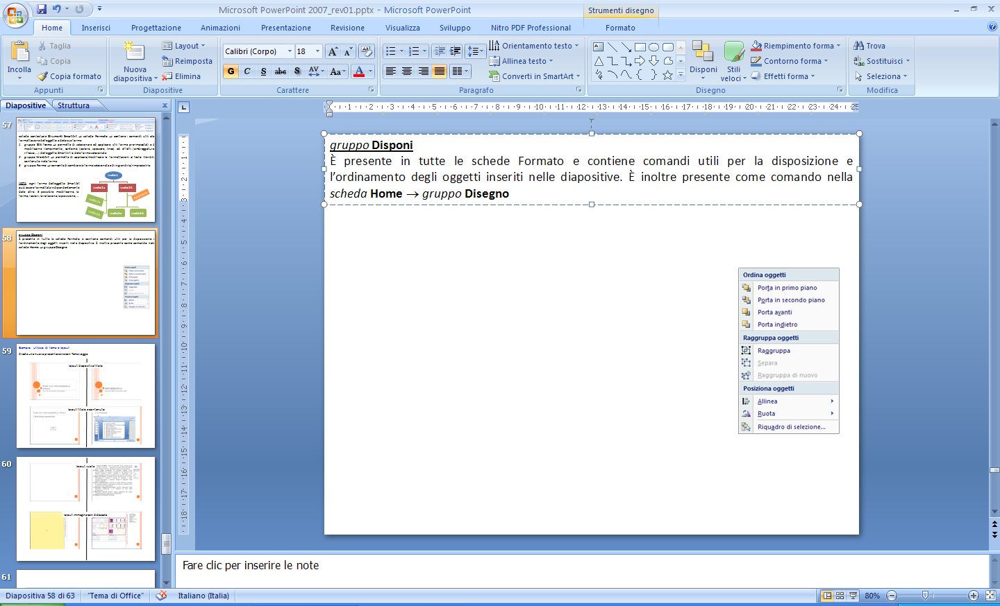 Microsoft PowerPoint 2007_rev01.pptx - Microsoft PowerPoint
Strumenti disegno
Home Inserisci Progettazione Animazioni Presentazione Revisione Visualizza Sviluppo Nitro PDF Professional Formato
Incolla
Taglia
Copia
Copia formato
Appunti
Nuova diapositiva
Layout
Reimposta
Elimina
Diapositive
Calibri (Corpo) 18
G C S abc S AV Aa A
Carattere
Orientamento testo
Allinea testo
Converti in SmartArt
Paragrafo
Disponi
Stili veloci
Riempimento forma
Contorno forma
Effetti forma
Disegno
Trova
Sostituisci
Seleziona
Modifica
Diapositive Struttura
57
58
59
60
61
gruppo Disponi
È presente in tutte le schede Formato e contiene comandi utili per la disposizione e
l'ordinamento degli oggetti inseriti nelle diapositive. È inoltre presente come comando nella
scheda Home → gruppo Disegno
Ordina oggetti
Porta in primo piano
Porta in secondo piano
Porta avanti
Porta indietro
Raggruppa oggetti
Raggruppa
Separa
Raggruppa di nuovo
Posiziona oggetti
Allinea
Ruota
Riquadro di selezione...
Fare clic per inserire le note
Diapositiva 58 di 63 "Tema di Office" Italiano (Italia) 80%